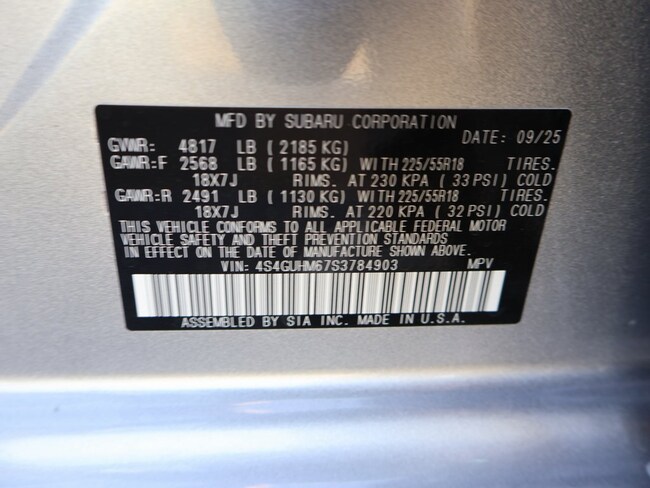 MFD BY SUBARU CORPORATION
DATE: 09/25
GVWR: 4817 LB (2185 KG)
GAWR:F 2568 LB (1165 KG) WITH 225/55R18 TIRES.
18X7J RIMS. AT 230 KPA (33 PSI) COLD
GAWR:R 2491 LB (1130 KG) WITH 225/55R18 TIRES.
18X7J RIMS. AT 220 KPA (32 PSI) COLD
THIS VEHICLE CONFORMS TO ALL APPLICABLE FEDERAL MOTOR
VEHICLE SAFETY AND THEFT PREVENTION STANDARDS
IN EFFECT ON THE DATE OF MANUFACTURE SHOWN ABOVE.
VIN: 4S4GUHM67S3784903 MPV
ASSEMBLED BY SIA INC. MADE IN U.S.A.